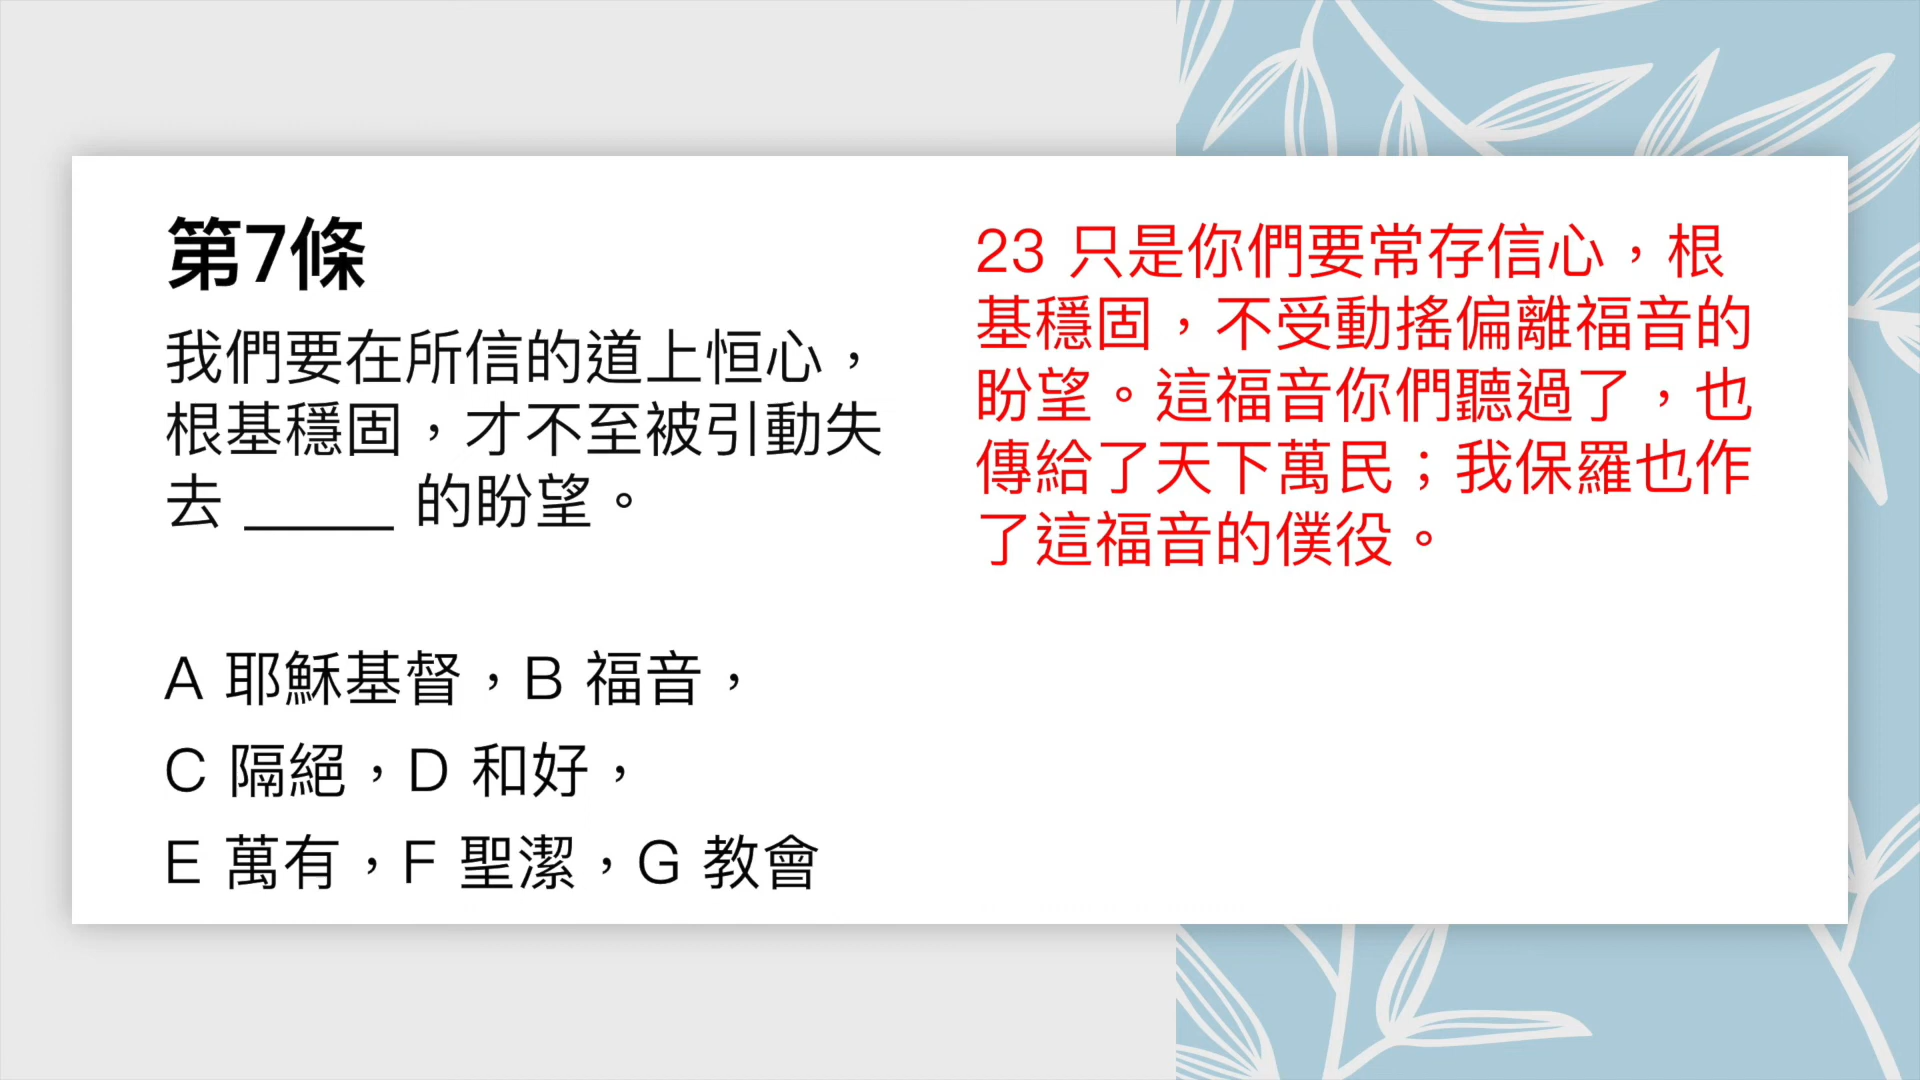 第7條
我們要在所信的道上恒心，
根基穩固，才不至被引動失
去 _____ 的盼望。
A 耶穌基督，B 福音，
C 隔絕，D 和好，
E 萬有，F 聖潔，G 教會
23 只是你們要常存信心，根
基穩固，不受動搖偏離福音的
盼望。這福音你們聽過了，也
傳給了天下萬民；我保羅也作
了這福音的僕役。